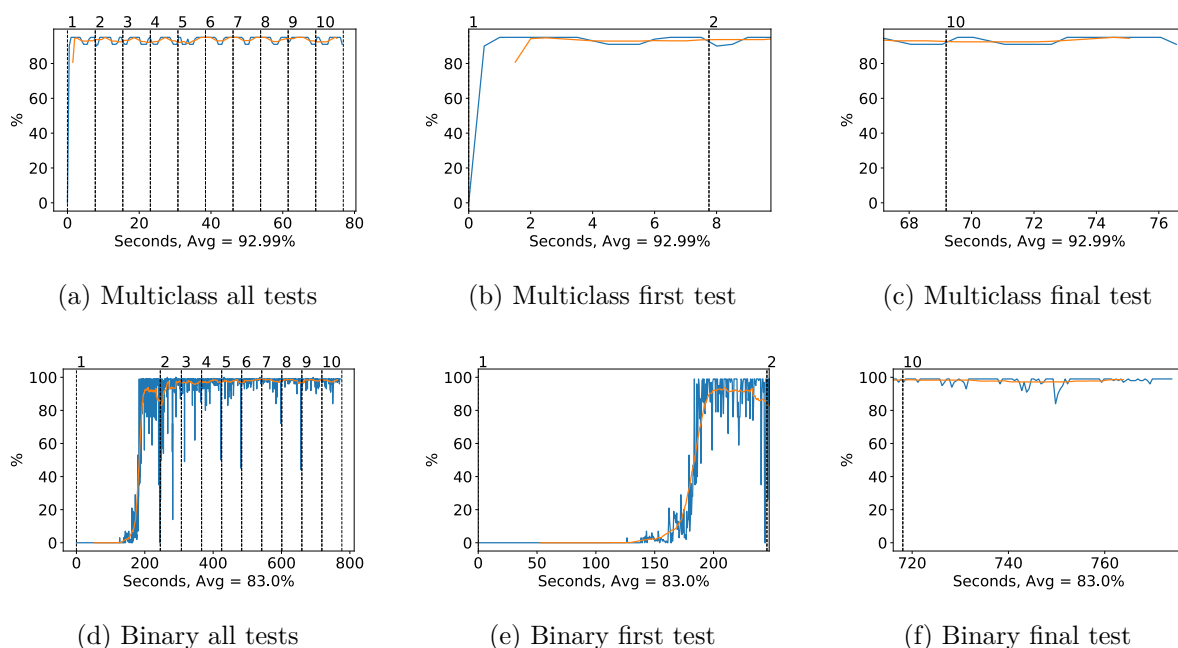 1 2 3 4 5 6 7 8 9 10
80
60
40
20
0
%
0 20 40 60 80
Seconds, Avg = 92.99%
(a) Multiclass all tests
1 2
80
60
40
20
0
%
0 2 4 6 8
Seconds, Avg = 92.99%
(b) Multiclass first test
10
80
60
40
20
0
%
68 70 72 74 76
Seconds, Avg = 92.99%
(c) Multiclass final test
1 2 3 4 5 6 7 8 9 10
100
80
60
40
20
0
%
0 200 400 600 800
Seconds, Avg = 83.0%
(d) Binary all tests
1 2
100
80
60
40
20
0
%
0 50 100 150 200
Seconds, Avg = 83.0%
(e) Binary first test
10
100
80
60
40
20
0
%
720 740 760
Seconds, Avg = 83.0%
(f) Binary final test